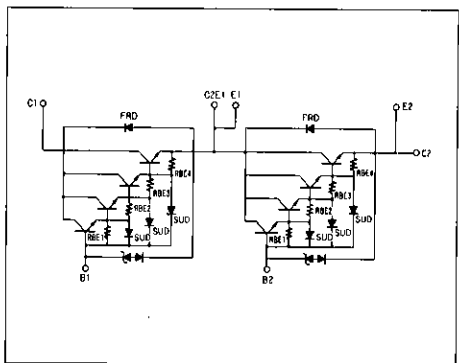 C1
C2E1 E1
E2
FRD
FRD
C2
RBE4
RBE4
RBE3
RBE3
RBE2
RBE2
SUD
SUD
SUD
SUD
RBE1
SUD
RBE1
SUD
B1
B2